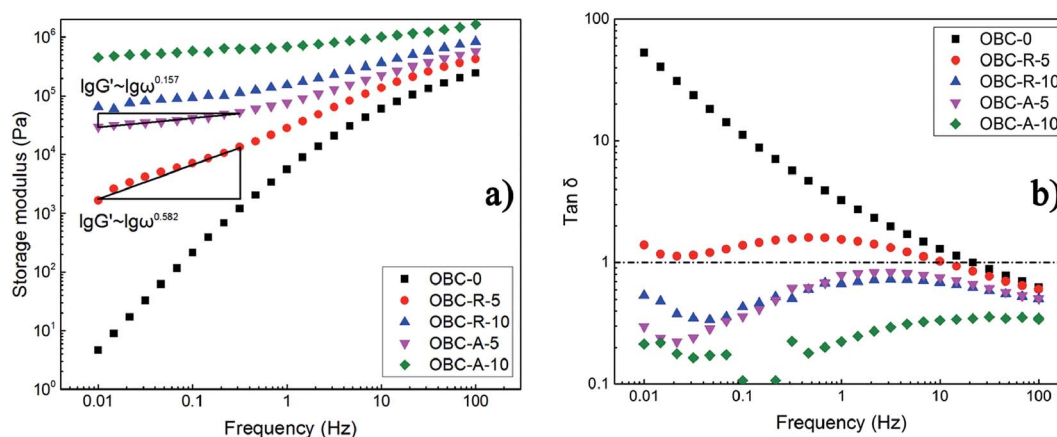 Storage modulus (Pa)
10⁶
10⁵
10⁴
10³
10²
10¹
10⁰
lgG'~lgω^0.157
lgG'~lgω^0.582
a)
OBC-0
OBC-R-5
OBC-R-10
OBC-A-5
OBC-A-10
0.01 0.1 1 10 100
Frequency (Hz)
Tan δ
100
10
1
0.1
b)
OBC-0
OBC-R-5
OBC-R-10
OBC-A-5
OBC-A-10
0.01 0.1 1 10 100
Frequency (Hz)